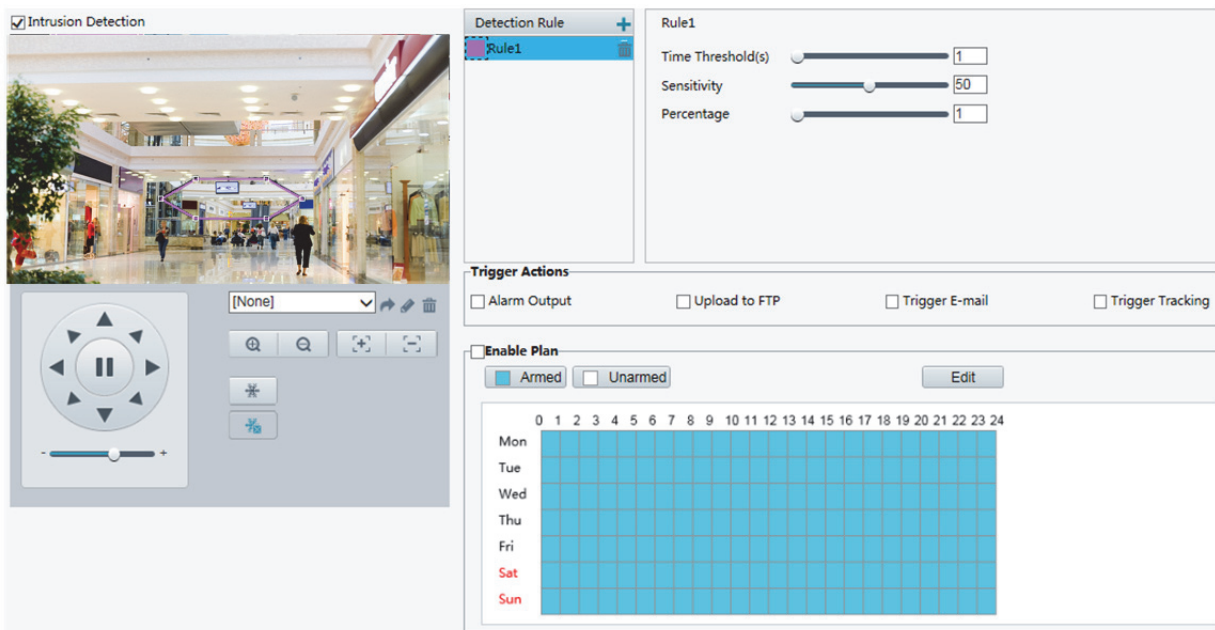 Intrusion Detection
[None]
- +
Detection Rule +
Rule1
Rule1
Time Threshold(s) 1
Sensitivity 50
Percentage 1
Trigger Actions
Alarm Output Upload to FTP Trigger E-mail Trigger Tracking
Enable Plan
Armed Unarmed Edit
0 1 2 3 4 5 6 7 8 9 10 11 12 13 14 15 16 17 18 19 20 21 22 23 24
Mon
Tue
Wed
Thu
Fri
Sat
Sun